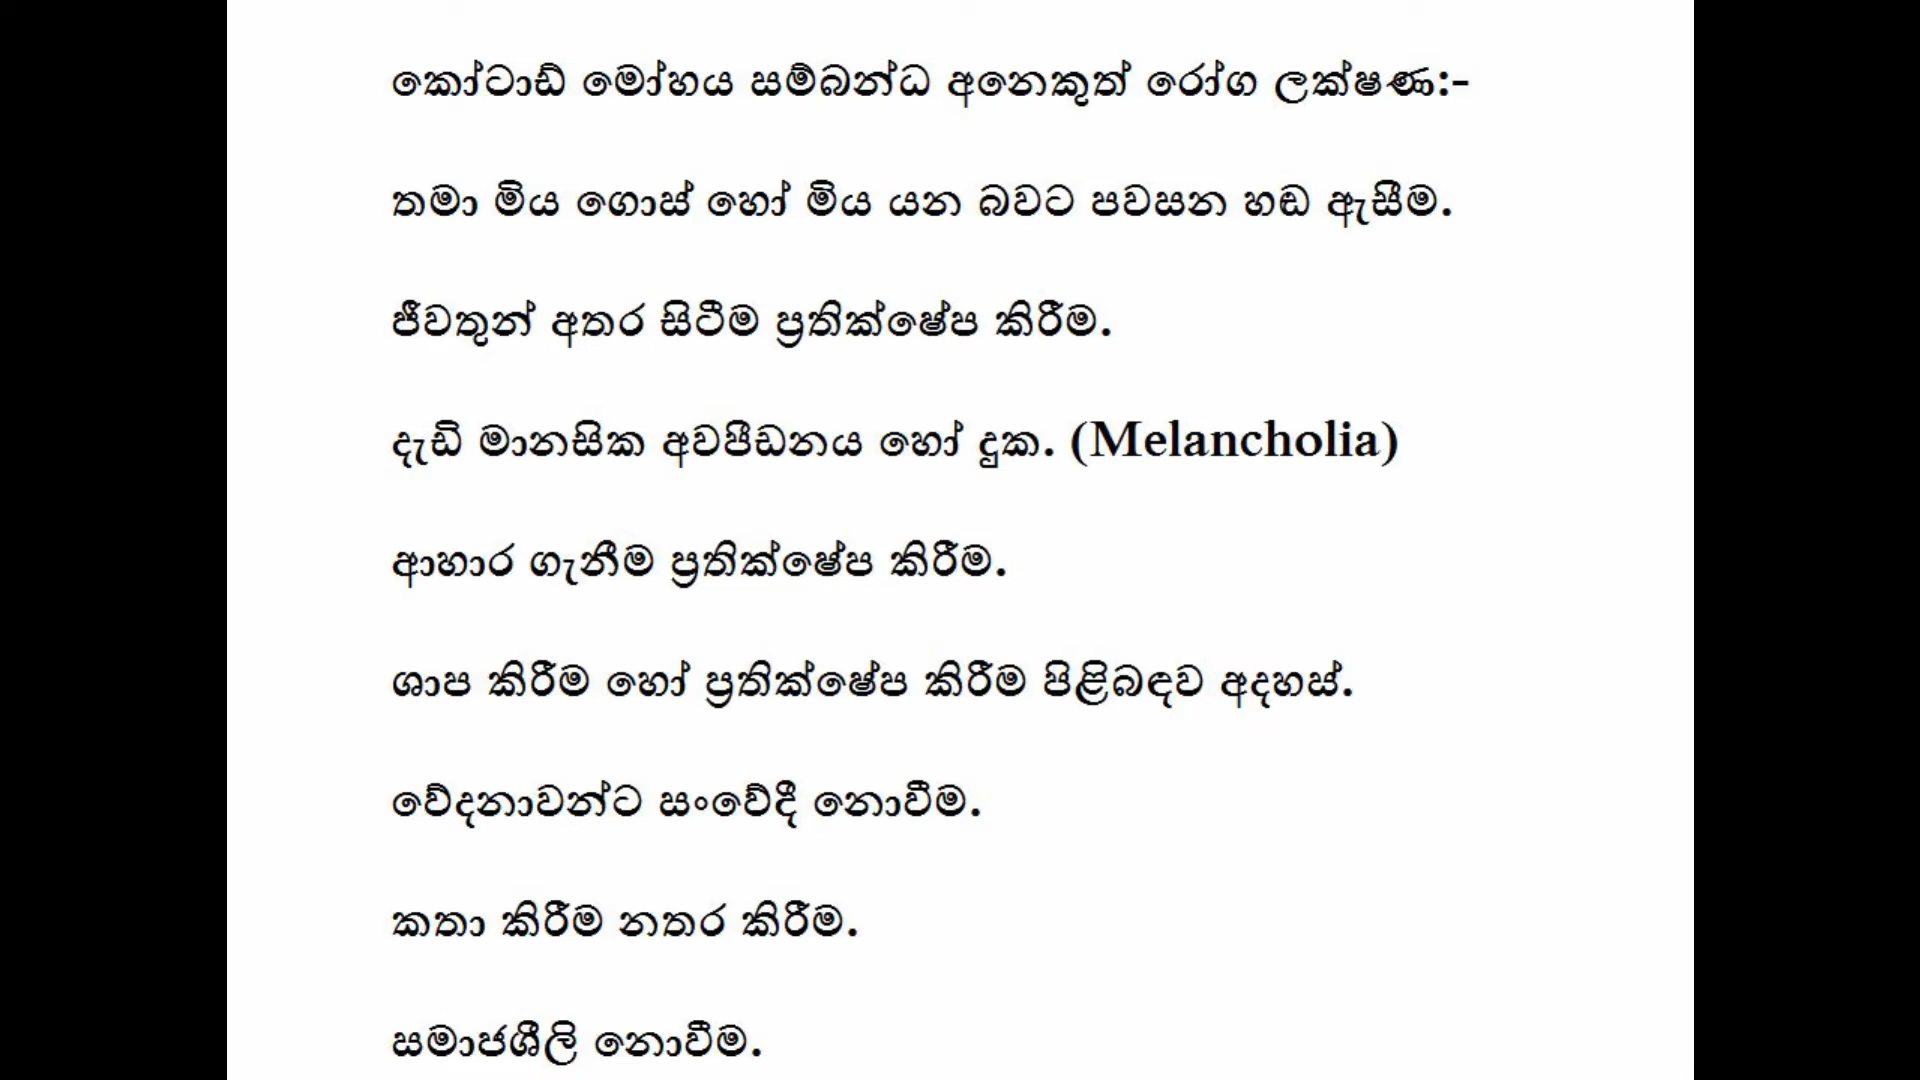 කෝටාඩ් මෝහය සම්බන්ධ අනෙකුත් රෝග ලක්ෂණ:-
තමා මිය ගොස් හෝ මිය යන බවට පවසන හඬ ඇසීම.
ජීවතුන් අතර සිටීම ප්‍රතික්ෂේප කිරීම.
දැඩි මානසික අවපීඩනය හෝ දුක. (Melancholia)
ආහාර ගැනීම ප්‍රතික්ෂේප කිරීම.
ශාප කිරීම හෝ ප්‍රතික්ෂේප කිරීම පිළිබඳව අදහස්.
වේදනාවන්ට සංවේදී නොවීම.
කතා කිරීම නතර කිරීම.
සමාජශීලි නොවීම.